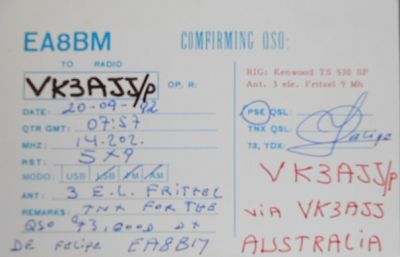 EA8BM
COMFIRMING QSO:
TO RADIO
VK3AJJ/p OP. R:
DATE: 20-09-92
QTR GMT: 07:57
MHZ: 14-202.
RST: 5x9
MODO: USB LSB FM AM
ANT: 3 E.L. FRITZEL
REMARKS: TNX FOR THE
QSO 73, GOOD DX
DE Felipe EA8BM
RIG: Kenwood TS 530 SP
Ant. 3 ele. Fritzel 9 Mh
PSE QSL:
TNX QSL:
73, YDX. Felipe
VK3AJJ/p
VIA VK3AJJ
AUSTRALIA